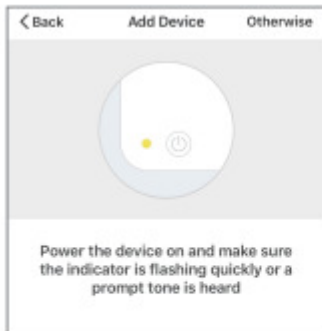 < Back Add Device Otherwise
Power the device on and make sure
the indicator is flashing quickly or a
prompt tone is heard